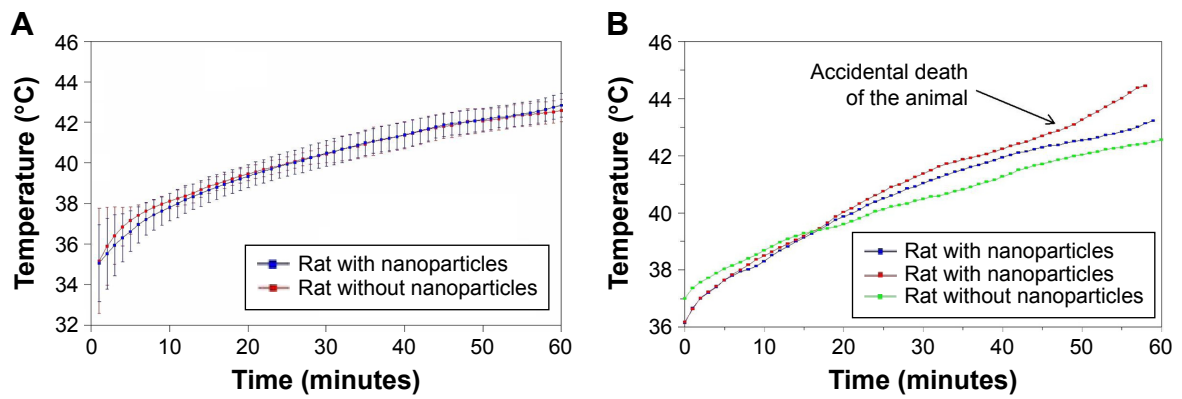 A
46
44
42
40
38
36
34
32
Temperature (°C)
0
10
20
30
40
50
60
Time (minutes)
Rat with nanoparticles
Rat without nanoparticles
B
46
44
42
40
38
36
Temperature (°C)
0
10
20
30
40
50
60
Time (minutes)
Accidental death
of the animal
Rat with nanoparticles
Rat with nanoparticles
Rat without nanoparticles